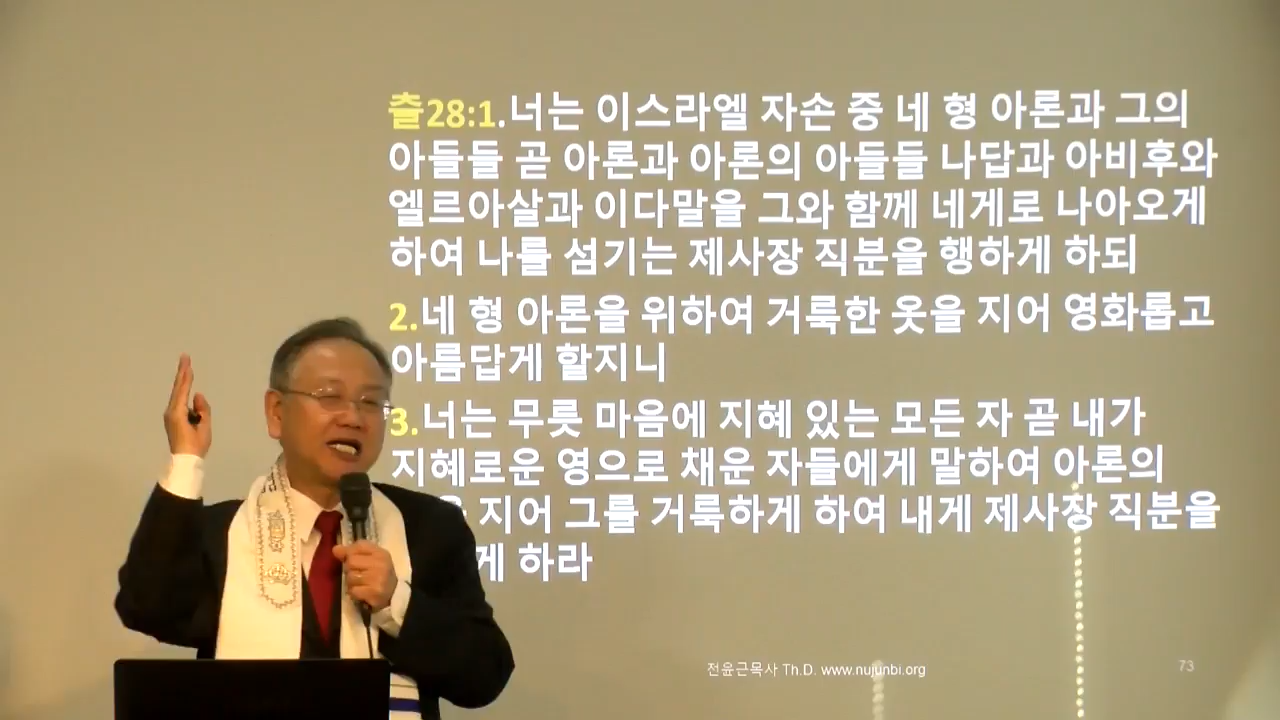 출28:1.너는 이스라엘 자손 중 네 형 아론과 그의
아들들 곧 아론과 아론의 아들들 나답과 아비후와
엘르아살과 이다말을 그와 함께 네게로 나아오게
하여 나를 섬기는 제사장 직분을 행하게 하되
2.네 형 아론을 위하여 거룩한 옷을 지어 영화롭고
아름답게 할지니
3.너는 무릇 마음에 지혜 있는 모든 자 곧 내가
지혜로운 영으로 채운 자들에게 말하여 아론의
지어 그를 거룩하게 하여 내게 제사장 직분을
게 하라
전윤근목사 Th.D. www.nujunbi.org
73